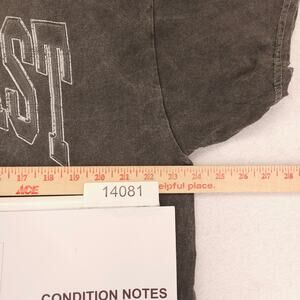 ST
17 18 19 20 21 22 23 24 25 26 27 28
ACE
14081
elpful place.
CONDITION NOTES